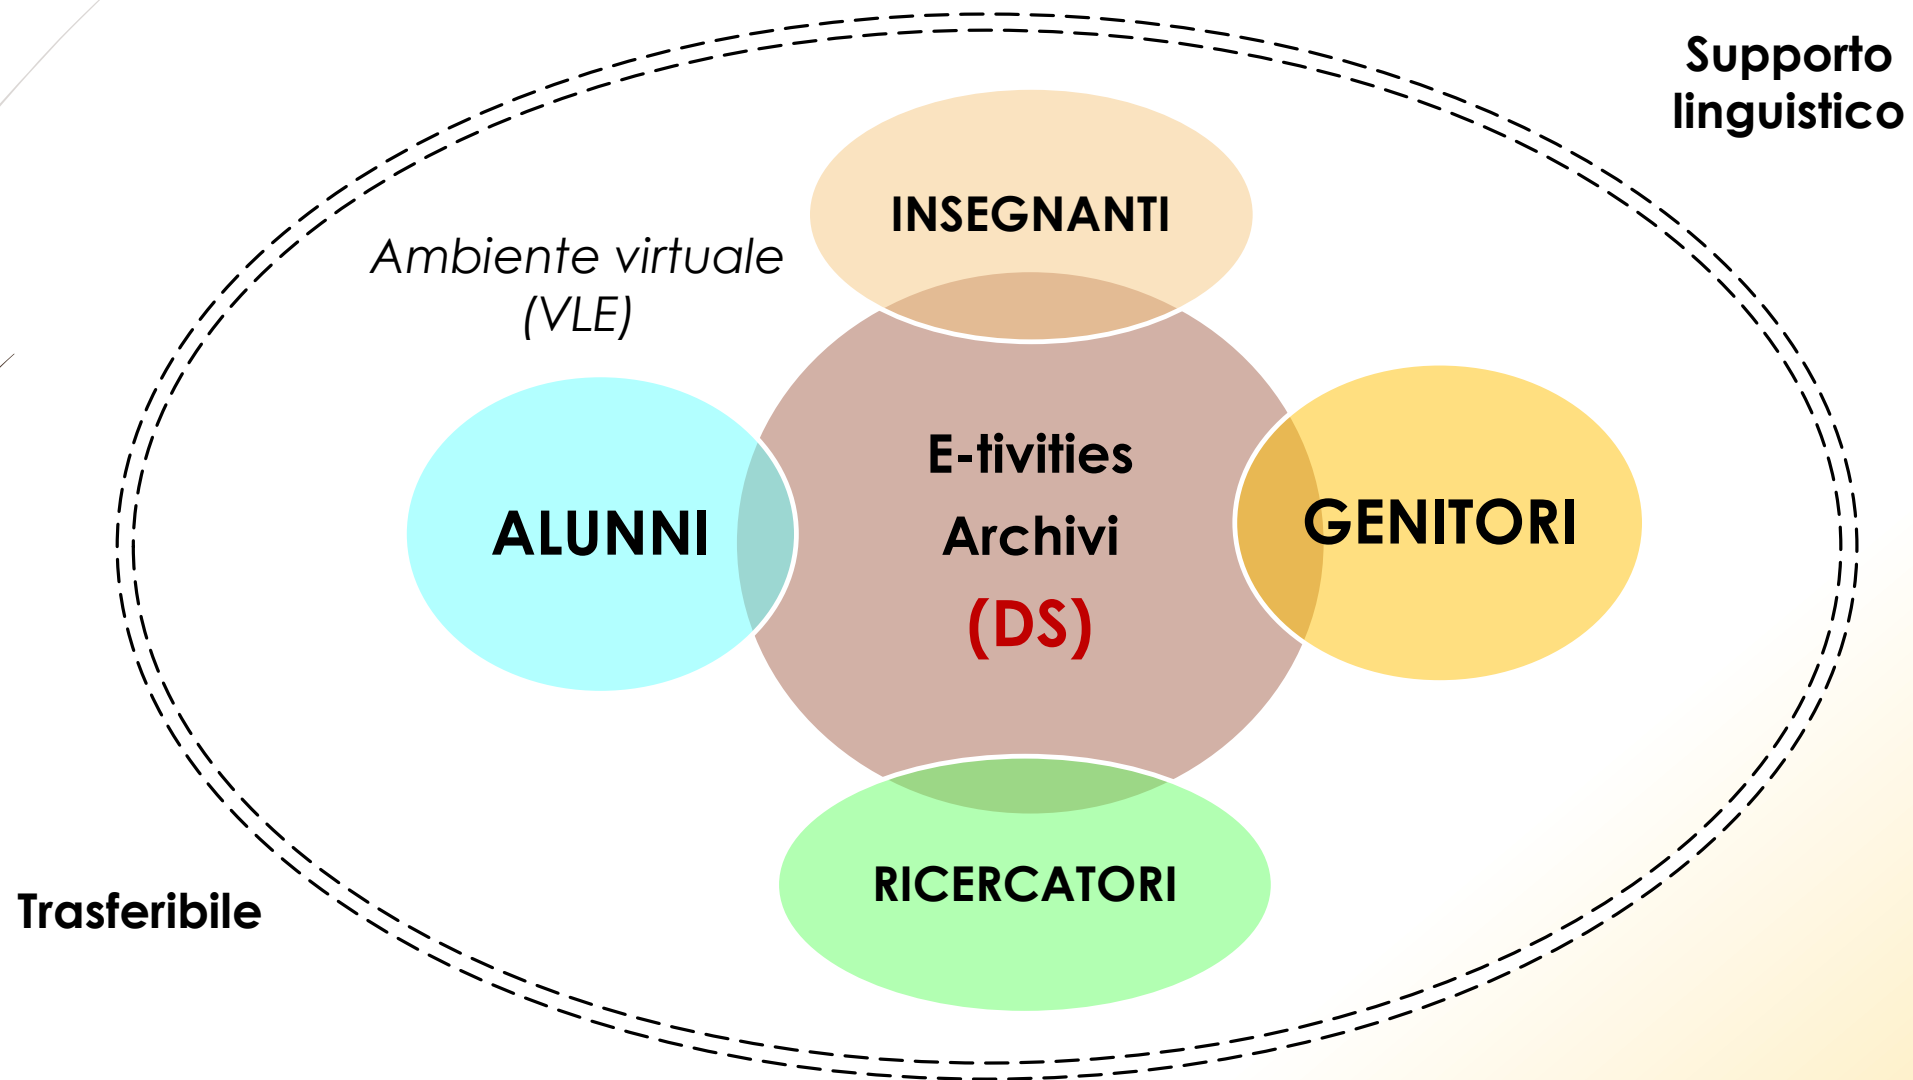 Supporto
linguistico
INSEGNANTI
Ambiente virtuale
(VLE)
E-tivities
Archivi
(DS)
ALUNNI
GENITORI
RICERCATORI
Trasferibile